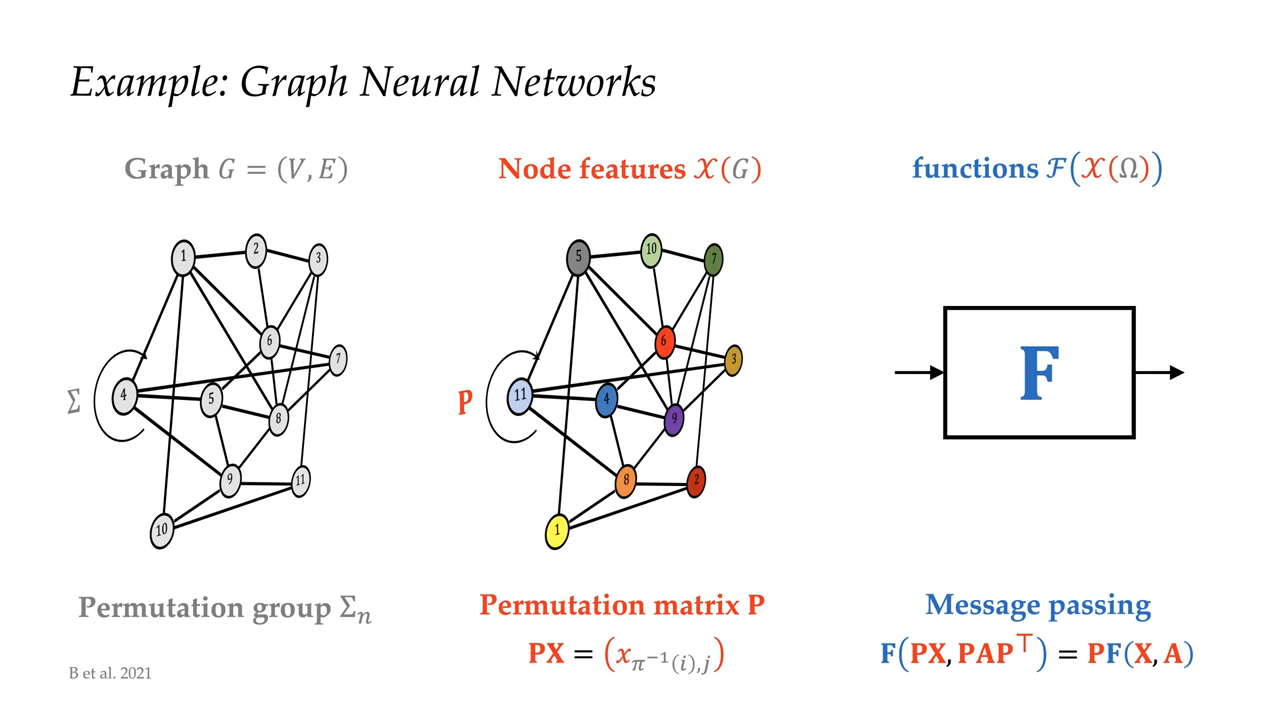 Example: Graph Neural Networks
Graph G = (V, E)
Node features 𝒳(G)
functions ℱ(𝒳(Ω))
1
2
3
6
7
4
5
8
9
11
10
Σ
5
10
7
6
3
11
4
9
8
2
1
P
F
Permutation group Σₙ
Permutation matrix P
PX = (x_{π⁻¹(i),j})
Message passing
F(PX, PAP^⊤) = PF(X, A)
B et al. 2021